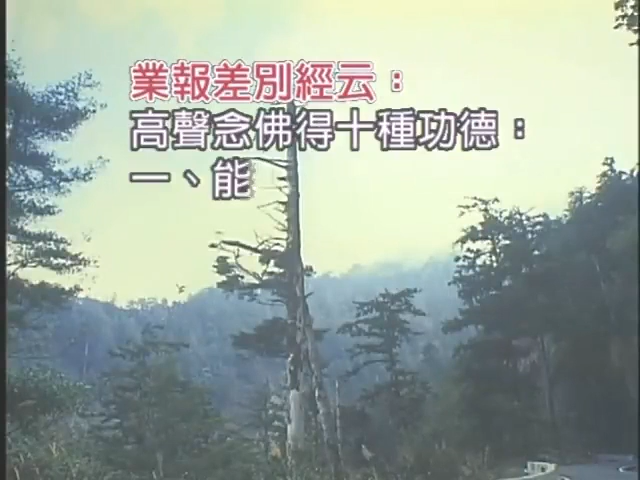 業報差別經云：
高聲念佛得十種功德：
一、能